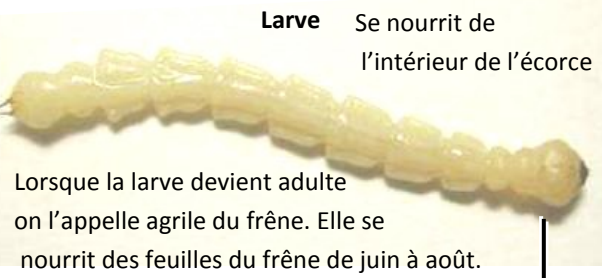 Larve Se nourrit de
l’intérieur de l’écorce
Lorsque la larve devient adulte
on l’appelle agrile du frêne. Elle se
nourrit des feuilles du frêne de juin à août.